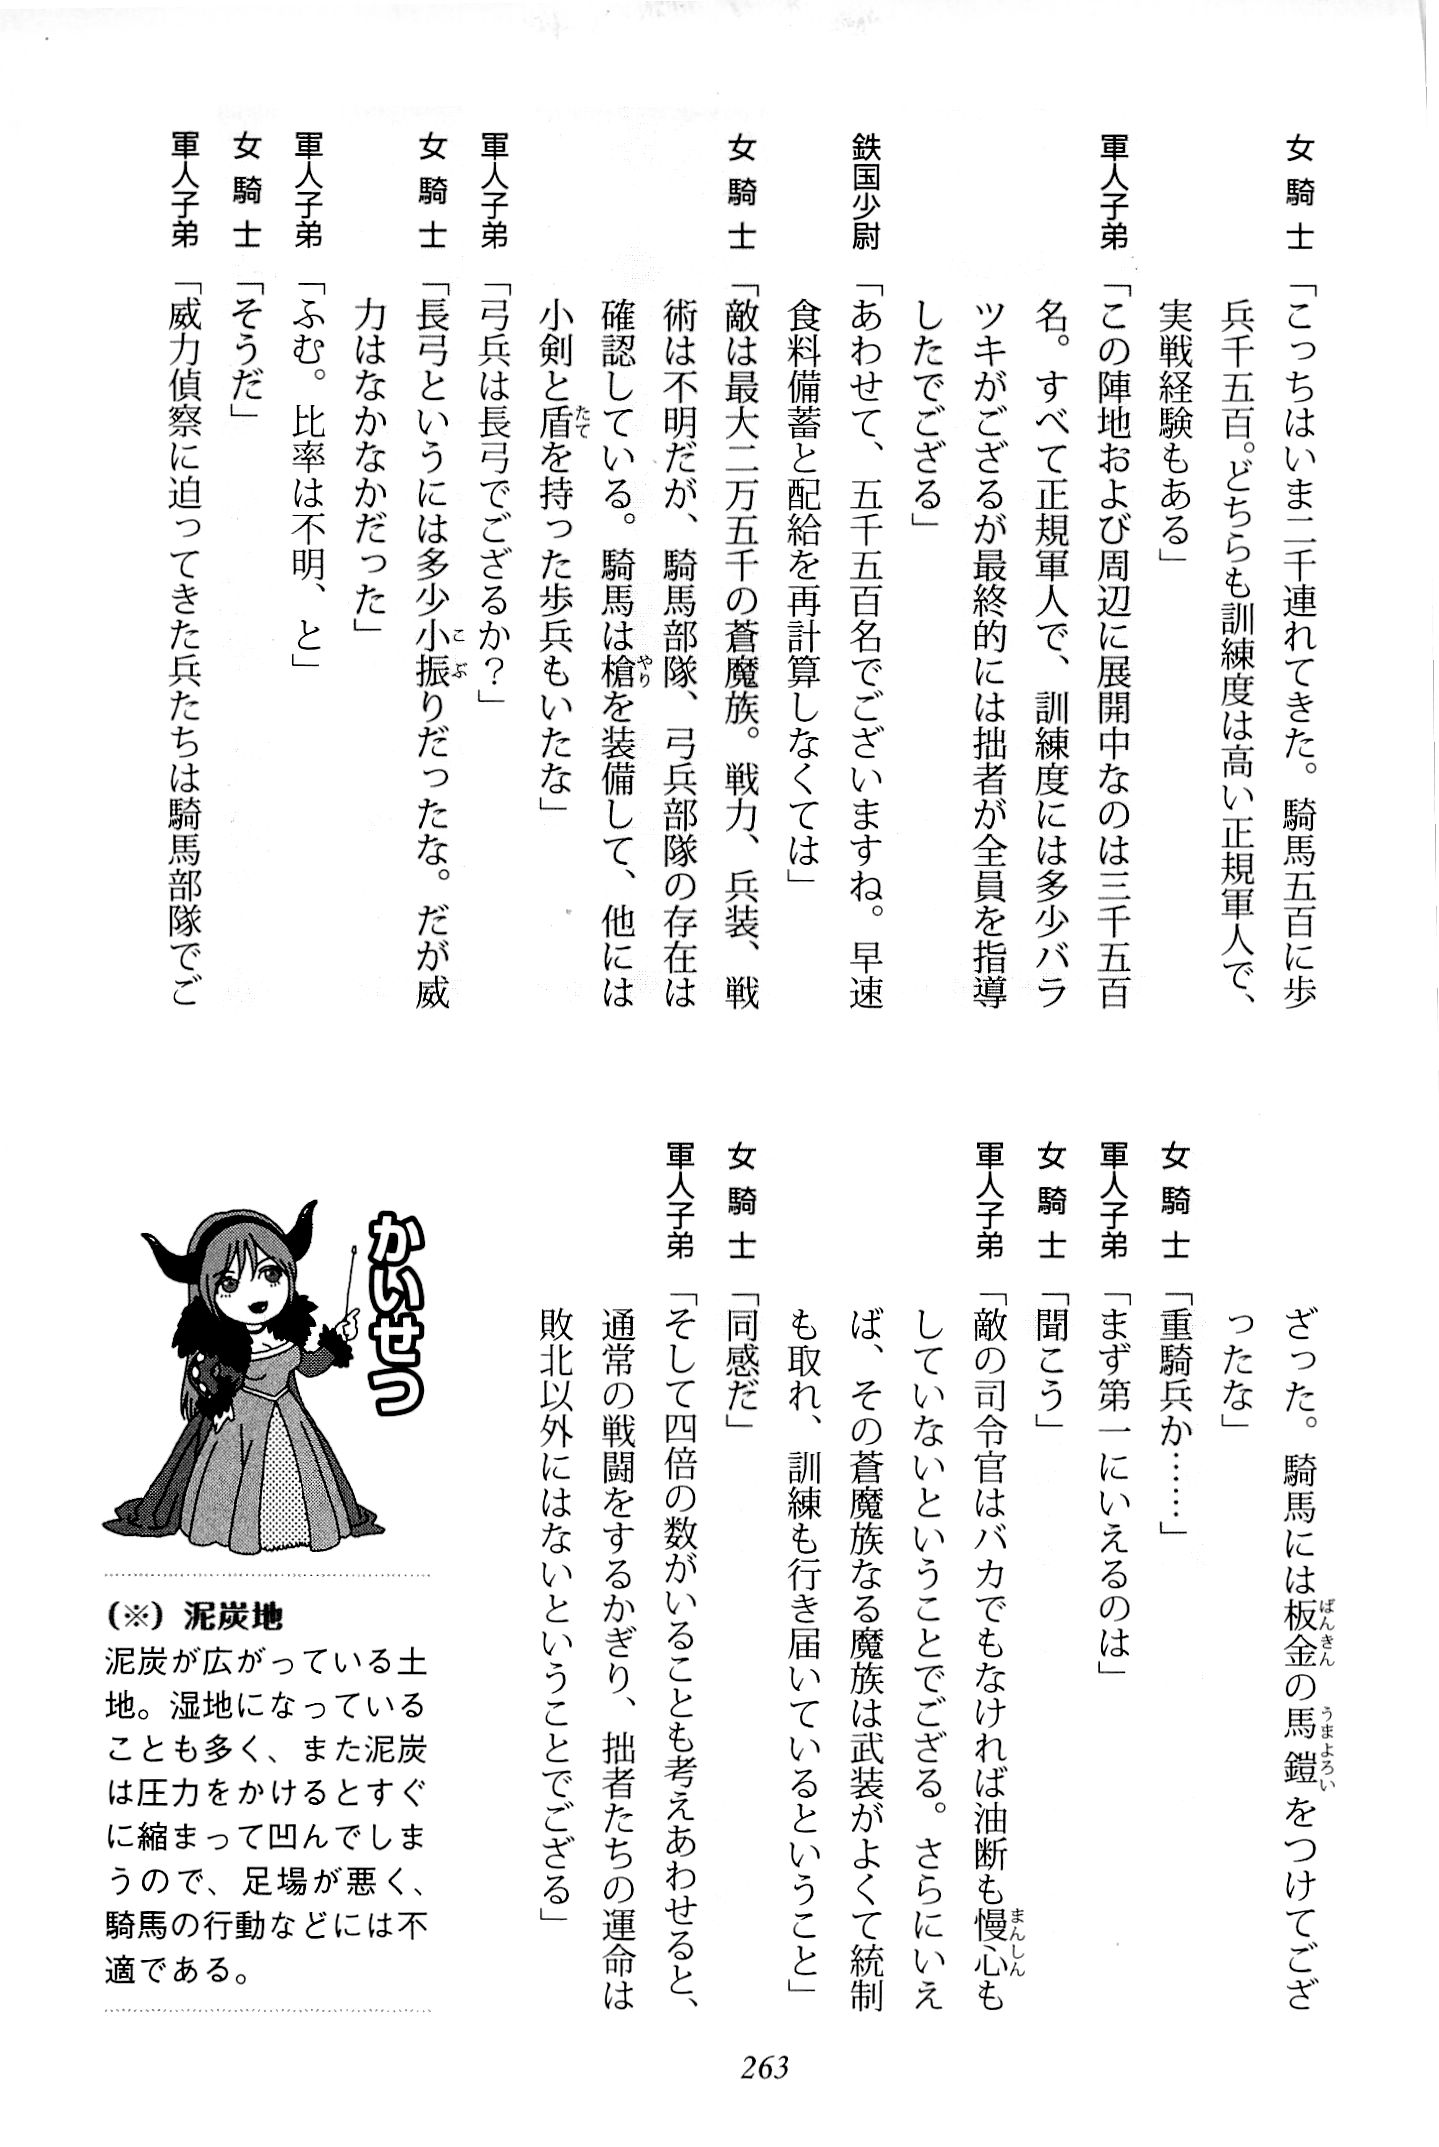 女騎士「こっちはいま二千連れてきた。騎馬五百に歩
兵千五百。どちらも訓練度は高い正規軍人で、
実戦経験もある」
軍人子弟「この陣地および周辺に展開中なのは三千五百
名。すべて正規軍人で、訓練度には多少バラ
ツキがござるが最終的には拙者が全員を指導
したでござる」
鉄国少尉「あわせて、五千五百名でございますね。早速
食料備蓄と配給を再計算しなくては」
女騎士「敵は最大二万五千の蒼魔族。戦力、兵装、戦
術は不明だが、騎馬部隊、弓兵部隊の存在は
確認している。騎馬は槍を装備して、他には
小剣と盾を持った歩兵もいたな」
軍人子弟「弓兵は長弓でござるか？」
女騎士「長弓というには多少小振りだったな。だが威
力はなかなかだった」
軍人子弟「ふむ。比率は不明、と」
女騎士「そうだ」
軍人子弟「威力偵察に迫ってきた兵たちは騎馬部隊でご
ざった。騎馬には板金の馬鎧をつけてござ
ったな」
女騎士「重騎兵か……」
軍人子弟「まず第一にいえるのは」
女騎士「聞こう」
軍人子弟「敵の司令官はバカでもなければ油断も慢心も
していないということでござる。さらにいえ
ば、その蒼魔族なる魔族は武装がよくて統制
も取れ、訓練も行き届いているということ」
女騎士「同感だ」
軍人子弟「そして四倍の数がいることも考えあわせると、
通常の戦闘をするかぎり、拙者たちの運命は
敗北以外にはないということでござる」
かいせつ
（※）泥炭地
泥炭が広がっている土
地。湿地になっている
ことも多く、また泥炭
は圧力をかけるとすぐ
に縮まって凹んでしま
うので、足場が悪く、
騎馬の行動などには不
適である。
263